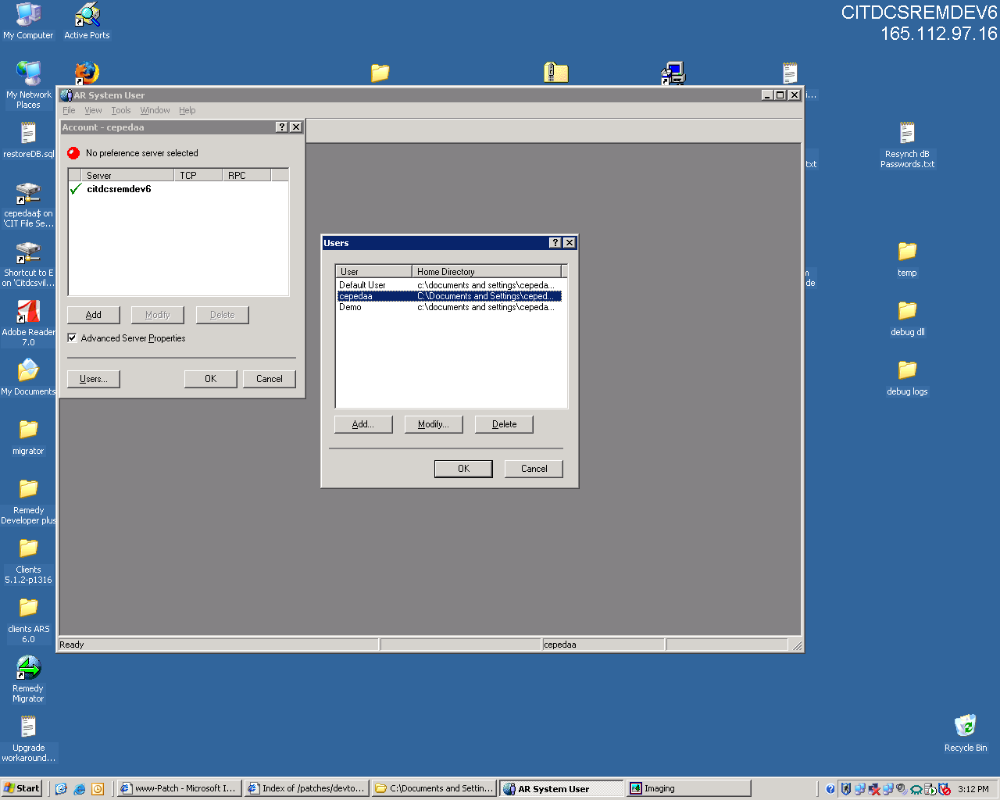 CITDCSREMDEV6
165.112.97.16
My Computer
Active Ports
My Network
Places
restoreDB.sql
cepedaa$ on
'CIT File Se...
Shortcut to E
on 'Citdcsvil...
Adobe Reader
7.0
My Documents
migrator
Remedy
Developer plus
Clients
5.1.2-p1316
clients ARS
6.0
Remedy
Migrator
Upgrade
workaround...
AR System User
File View Tools Window Help
Account - cepedaa
No preference server selected
Server TCP RPC
citdcsremdev6
Add Modify Delete
Advanced Server Properties
Users... OK Cancel
Users
User Home Directory
Default User c:\documents and settings\cepeda...
cepedaa C:\Documents and Settings\ceped...
Demo c:\documents and settings\cepeda...
Add... Modify... Delete
OK Cancel
Ready cepedaa
i...
txt
de
Resynch dB
Passwords.txt
temp
debug dll
debug logs
Recycle Bin
Start
www-Patch - Microsoft I...
Index of /patches/devto...
C:\Documents and Settin...
AR System User
Imaging
3:12 PM